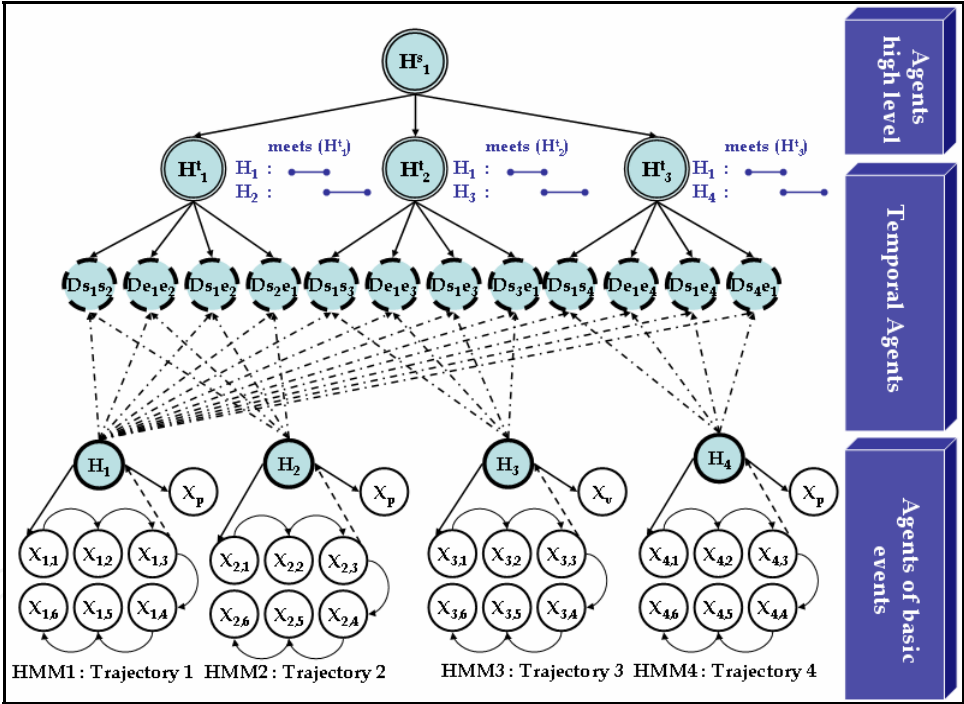 Hˢ₁
Agents high level
Hᵗ₁
meets (Hᵗ₁)
H₁ :
H₂ :
Hᵗ₂
meets (Hᵗ₂)
H₁ :
H₃ :
Hᵗ₃
meets (Hᵗ₃)
H₁ :
H₄ :
Temporal Agents
Ds₁s₂ De₁e₂ Ds₁e₂ Ds₂e₁ Ds₁s₃ De₁e₃ Ds₁e₃ Ds₃e₁ Ds₁s₄ De₁e₄ Ds₁e₄ Ds₄e₁
H₁ H₂ H₃ H₄
Xₚ Xₚ Xᵥ Xₚ
Agents of basic events
X₁,₁ X₁,₂ X₁,₃ X₂,₁ X₂,₂ X₂,₃ X₃,₁ X₃,₂ X₃,₃ X₄,₁ X₄,₂ X₄,₃
X₁,₆ X₁,₅ X₁,₄ X₂,₆ X₂,₅ X₂,₄ X₃,₆ X₃,₅ X₃,₄ X₄,₆ X₄,₅ X₄,₄
HMM1 : Trajectory 1 HMM2 : Trajectory 2 HMM3 : Trajectory 3 HMM4 : Trajectory 4